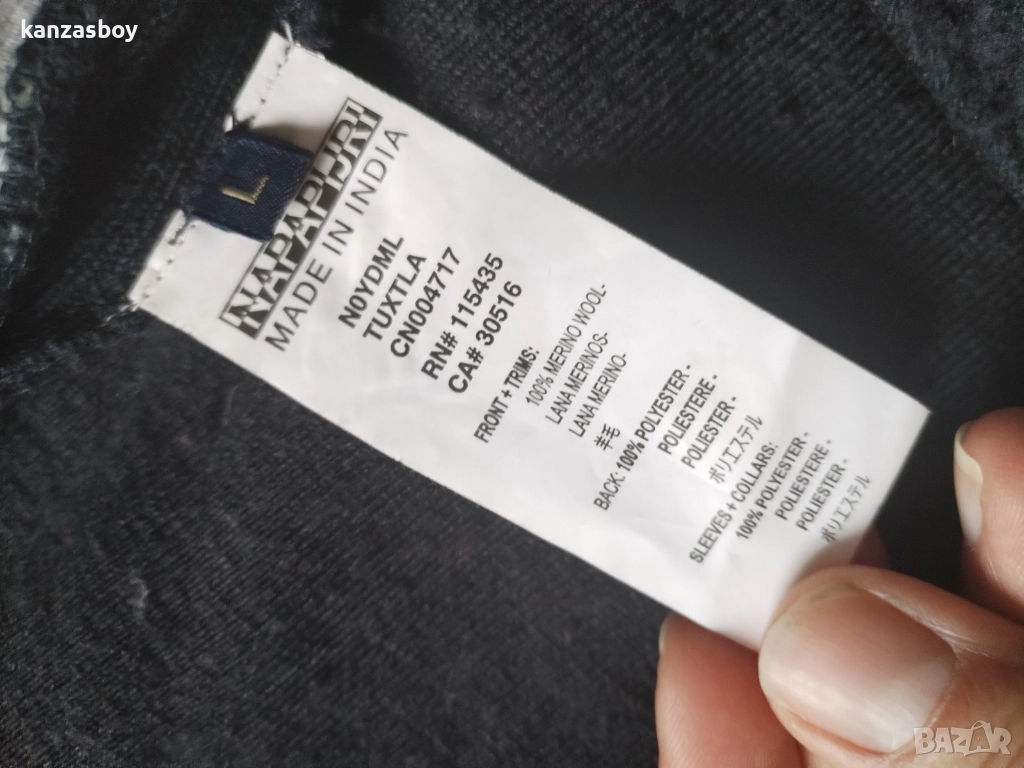 kanzasboy
L
NAPAPIJRI
MADE IN INDIA
N0YDML
TUXTLA
CN004717
RN# 115435
CA# 30516
FRONT + TRIMS:
100% MERINO WOOL-
LANA MERINOS-
LANA MERINO-
羊毛
BACK: 100% POLYESTER -
POLIESTERE -
POLIESTER -
ポリエステル
SLEEVES + COLLARS:
100% POLYESTER -
POLIESTERE -
POLIESTER -
ポリエステル
BAZAR